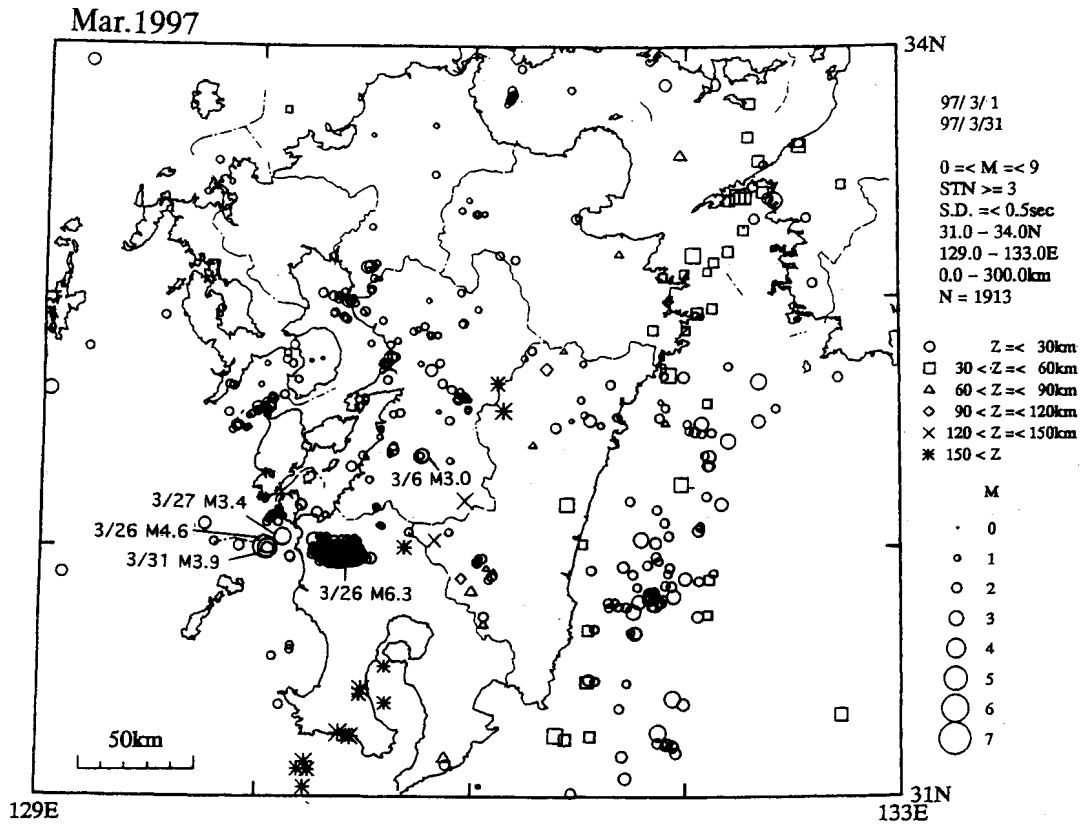 Mar.1997
34N
97/ 3/ 1
97/ 3/31
0 =< M =< 9
STN >= 3
S.D. =< 0.5sec
31.0 - 34.0N
129.0 - 133.0E
0.0 - 300.0km
N = 1913
Z =< 30km
30 < Z =< 60km
60 < Z =< 90km
90 < Z =< 120km
120 < Z =< 150km
150 < Z
M
0
1
2
3
4
5
6
7
3/6 M3.0
3/27 M3.4
3/26 M4.6
3/31 M3.9
3/26 M6.3
50km
31N
129E
133E